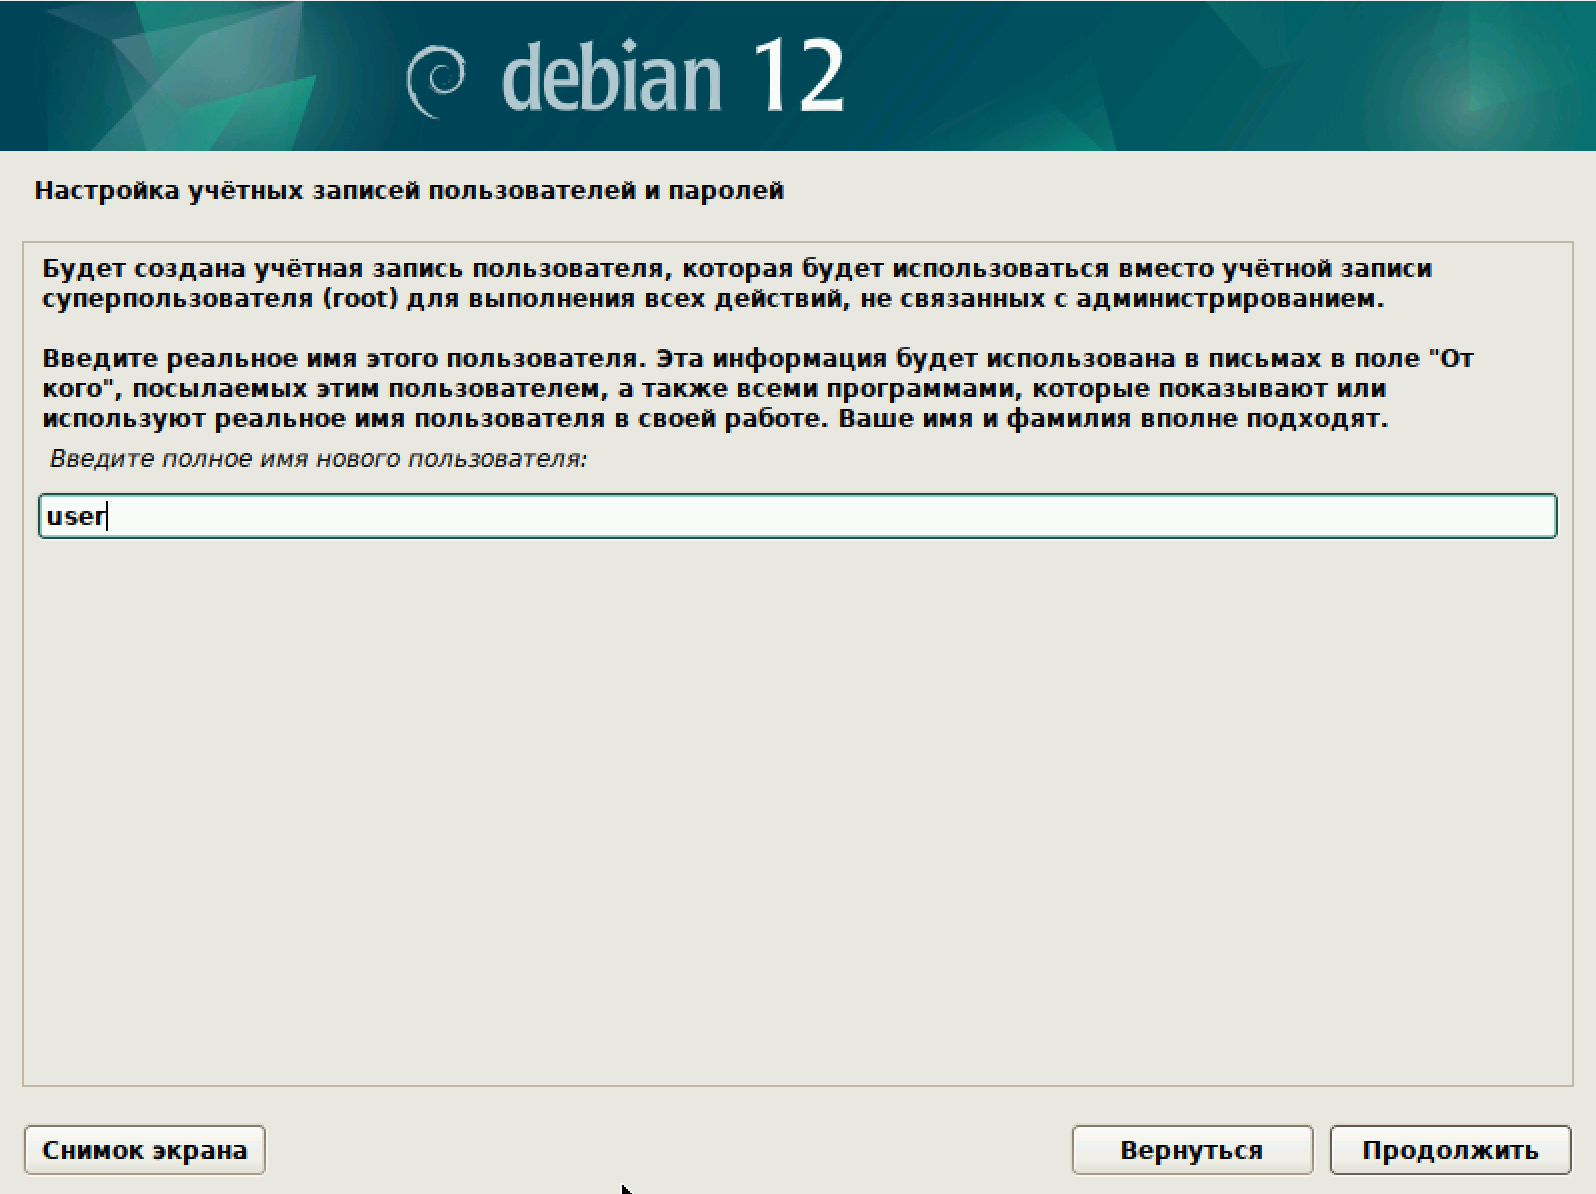 debian 12
Настройка учётных записей пользователей и паролей
Будет создана учётная запись пользователя, которая будет использоваться вместо учётной записи
суперпользователя (root) для выполнения всех действий, не связанных с администрированием.
Введите реальное имя этого пользователя. Эта информация будет использована в письмах в поле "От
кого", посылаемых этим пользователем, а также всеми программами, которые показывают или
используют реальное имя пользователя в своей работе. Ваше имя и фамилия вполне подходят.
Введите полное имя нового пользователя:
user
Снимок экрана
Вернуться
Продолжить